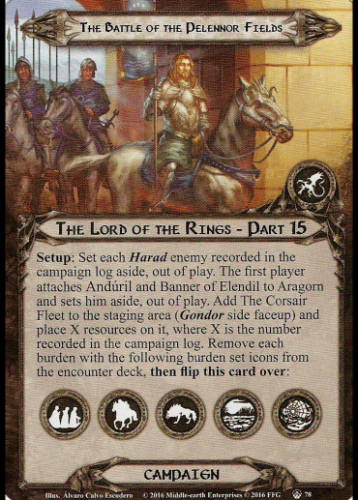 The Battle of the Pelennor Fields
The Lord of the Rings - Part 15
Setup: Set each Harad enemy recorded in the
campaign log aside, out of play. The first player
attaches Andúril and Banner of Elendil to Aragorn
and sets him aside, out of play. Add The Corsair
Fleet to the staging area (Gondor side faceup) and
place X resources on it, where X is the number
recorded in the campaign log. Remove each
burden with the following burden set icons from
the encounter deck, then flip this card over:
CAMPAIGN
Illus. Álvaro Calvo Escudero © 2016 Middle-earth Enterprises © 2016 FFG 76